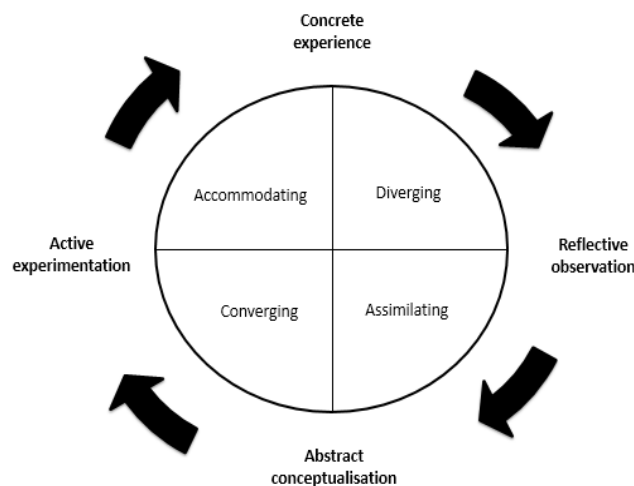 Concrete
experience
Accommodating
Diverging
Active
experimentation
Reflective
observation
Converging
Assimilating
Abstract
conceptualisation